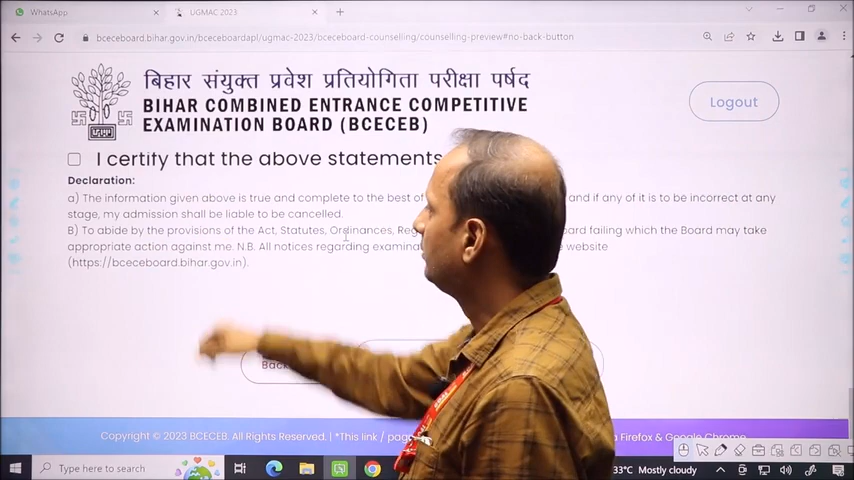 WhatsApp
UGMAC 2023
bceceboard.bihar.gov.in/bceceboardapl/ugmac-2023/bceceboard-counselling/counselling-preview#no-back-button
बिहार संयुक्त प्रवेश प्रतियोगिता परीक्षा पर्षद
BIHAR COMBINED ENTRANCE COMPETITIVE
EXAMINATION BOARD (BCECEB)
Logout
I certify that the above statements
Declaration:
a) The information given above is true and complete to the best of and if any of it is to be incorrect at any
stage, my admission shall be liable to be cancelled.
B) To abide by the provisions of the Act, Statutes, Ordinances, failing which the Board may take
appropriate action against me. N.B. All notices regarding website
(https://bceceboard.bihar.gov.in).
Copyright © 2023 BCECEB. All Rights Reserved. | *This link / Firefox & Google Chrome.
Type here to search
33°C Mostly cloudy